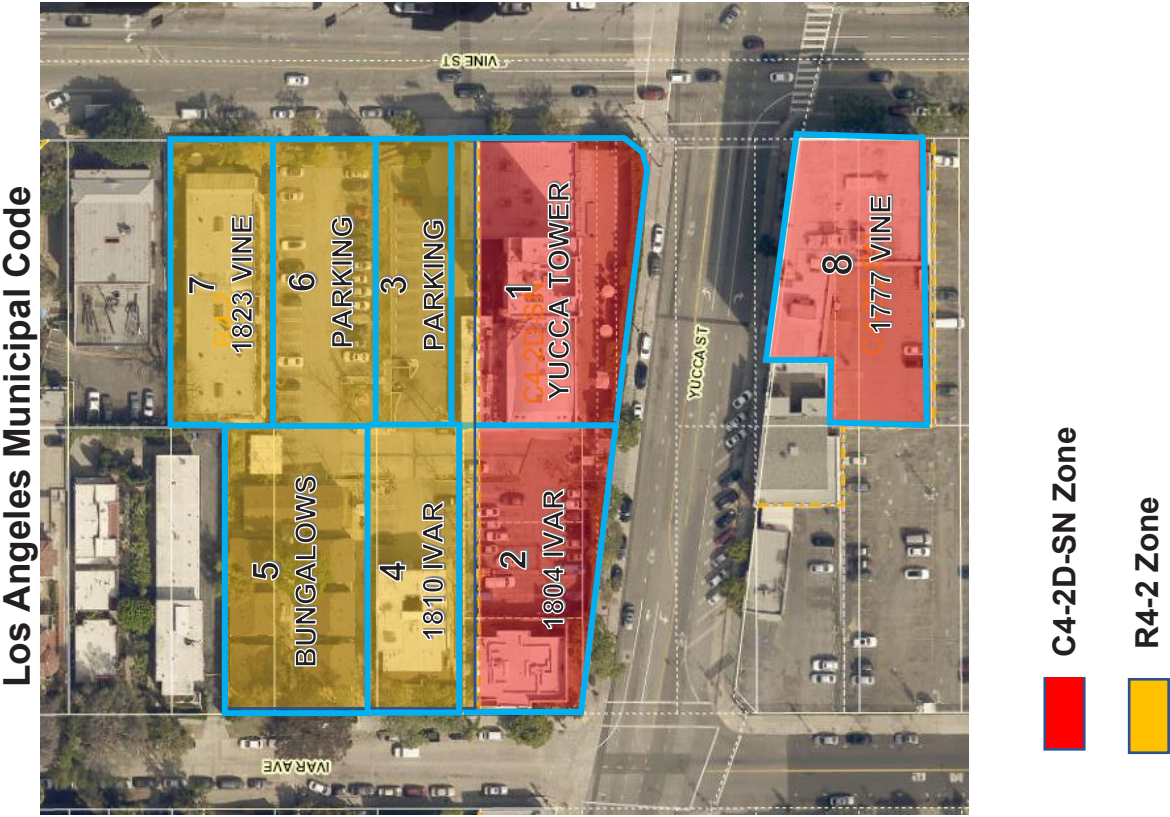 Los Angeles Municipal Code
VINE ST
7
1823 VINE
6
PARKING
3
PARKING
1
C4-2D-SN
YUCCA TOWER
8
1777 VINE
YUCCA ST
5
BUNGALOWS
4
1810 IVAR
2
1804 IVAR
IVAR AVE
C4-2D-SN Zone
R4-2 Zone